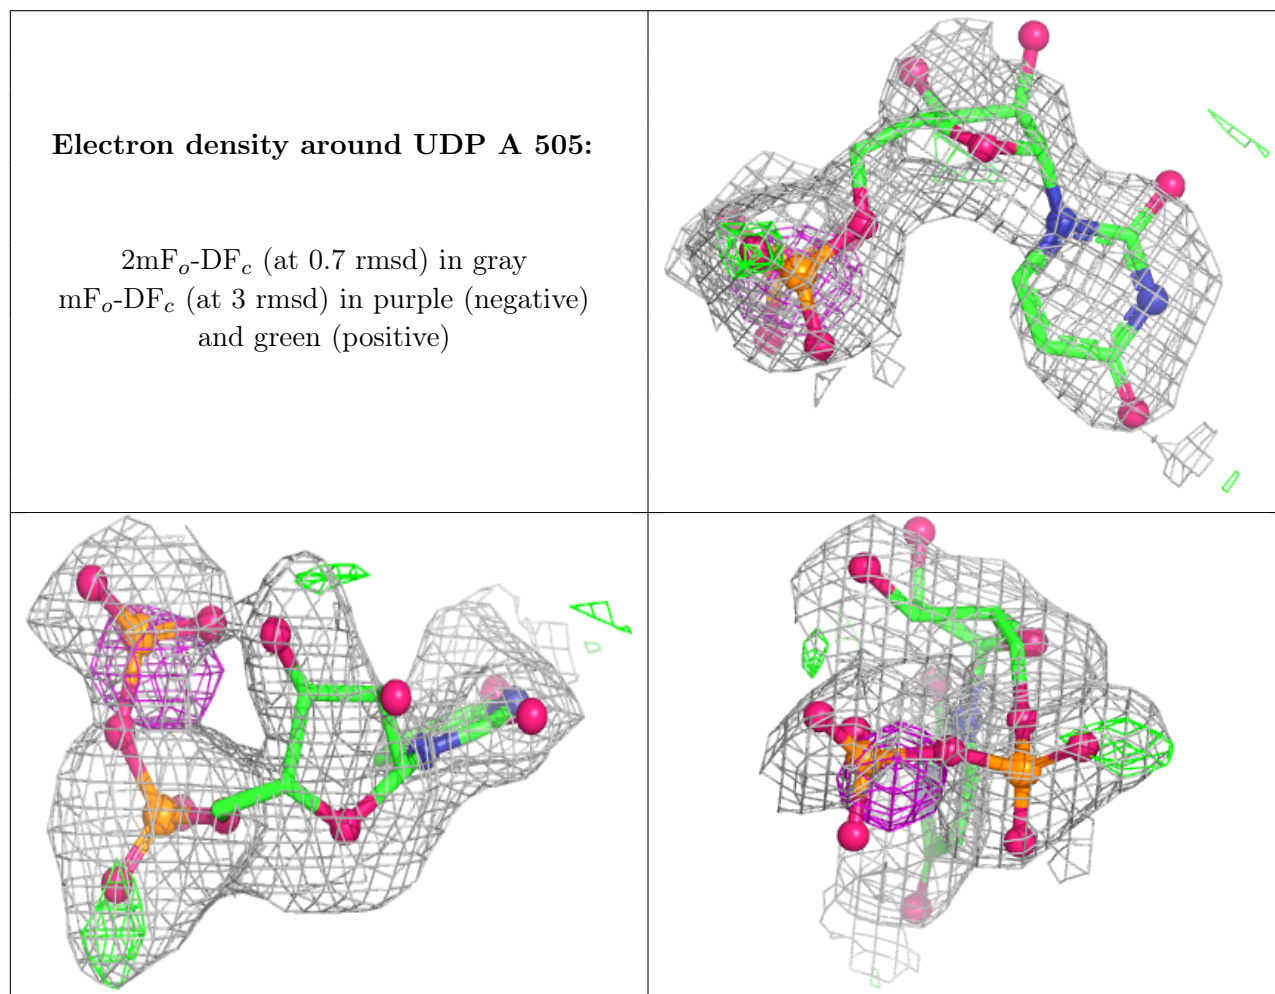 Electron density around UDP A 505:
2mFₒ-DF𝒸 (at 0.7 rmsd) in gray
mFₒ-DF𝒸 (at 3 rmsd) in purple (negative)
and green (positive)